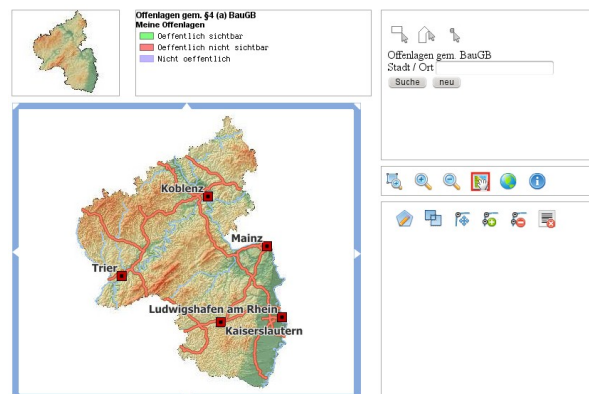 Offenlagen gem. §4 (a) BauGB
Meine Offenlagen
Oeffentlich sichtbar
Oeffentlich nicht sichtbar
Nicht oeffentlich
Offenlagen gem. BauGB
Stadt / Ort
Suche neu
Koblenz
Mainz
Trier
Ludwigshafen am Rhein
Kaiserslautern